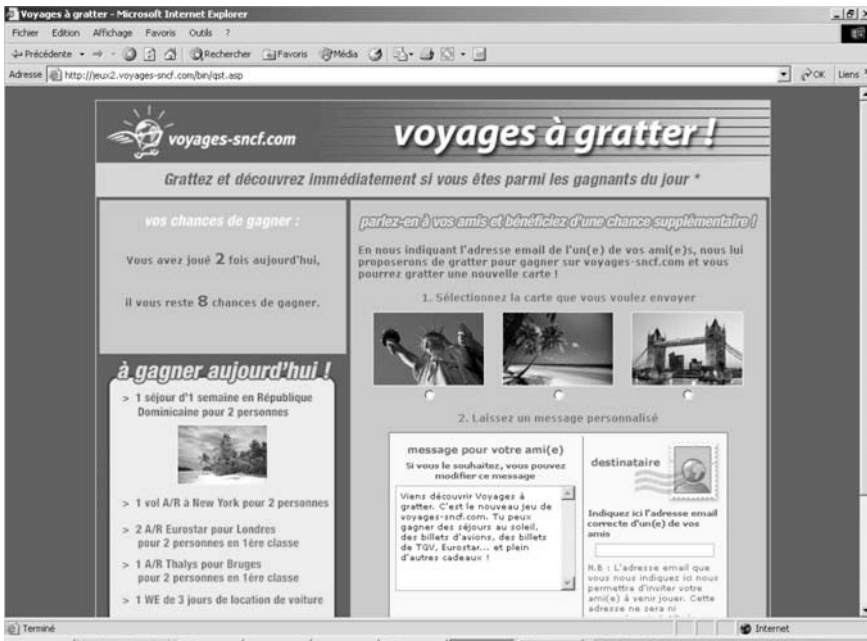 Voyages à gratter - Microsoft Internet Explorer
Fichier Edition Affichage Favoris Outils ?
Précédente Rechercher Favoris Média
Adresse http://jeux2.voyages-sncf.com/bin/qst.asp OK Liens
voyages-sncf.com
voyages à gratter !
Grattez et découvrez immédiatement si vous êtes parmi les gagnants du jour *
vos chances de gagner :
Vous avez joué 2 fois aujourd'hui,
il vous reste 8 chances de gagner.
à gagner aujourd'hui !
> 1 séjour d'1 semaine en République
Dominicaine pour 2 personnes
> 1 vol A/R à New York pour 2 personnes
> 2 A/R Eurostar pour Londres
pour 2 personnes en 1ère classe
> 1 A/R Thalys pour Bruges
pour 2 personnes en 1ère classe
> 1 WE de 3 jours de location de voiture
parlez-en à vos amis et bénéficiez d'une chance supplémentaire !
En nous indiquant l'adresse email de l'un(e) de vos ami(e)s, nous lui
proposerons de gratter pour gagner sur voyages-sncf.com et vous
pourrez gratter une nouvelle carte !
1. Sélectionnez la carte que vous voulez envoyer
2. Laissez un message personnalisé
message pour votre ami(e)
Si vous le souhaitez, vous pouvez
modifier ce message
Viens découvrir Voyages à
gratter. C'est le nouveau jeu de
voyages-sncf.com. Tu peux
gagner des séjours au soleil,
des billets d'avions, des billets
de TGV, Eurostar... et plein
d'autres cadeaux !
destinataire
Indiquez ici l'adresse email
correcte d'un(e) de vos
amis
N.B : L'adresse email que
vous nous indiquez ici nous
permettra d'inviter votre
ami(e) à venir jouer. Cette
adresse ne sera ni
Terminé
Internet